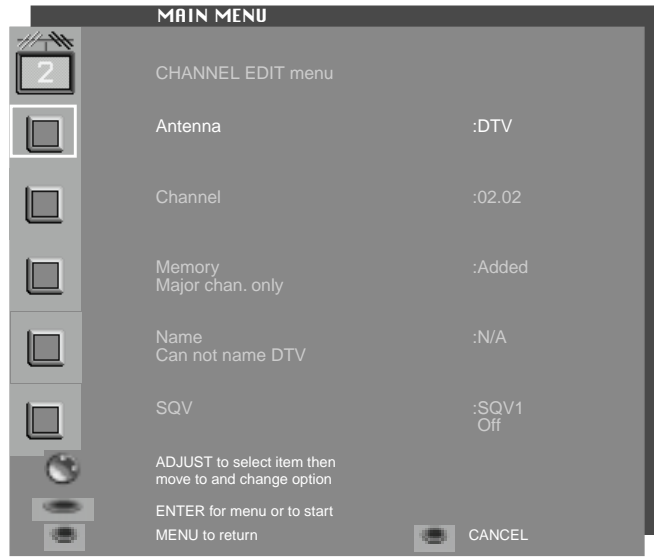 MAIN MENU
2
CHANNEL EDIT menu
Antenna :DTV
Channel :02.02
Memory :Added
Major chan. only
Name :N/A
Can not name DTV
SQV :SQV1
Off
ADJUST to select item then
move to and change option
ENTER for menu or to start
MENU to return CANCEL